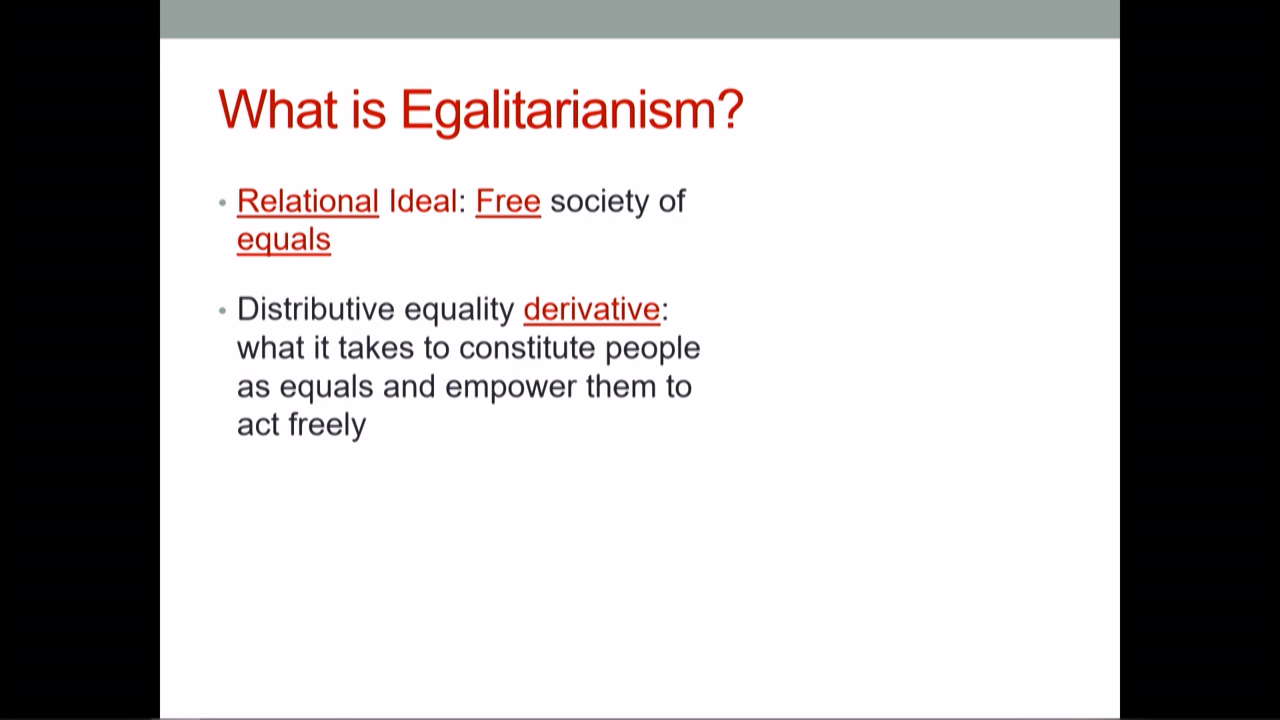 What is Egalitarianism?
• Relational Ideal: Free society of
equals
• Distributive equality derivative:
what it takes to constitute people
as equals and empower them to
act freely